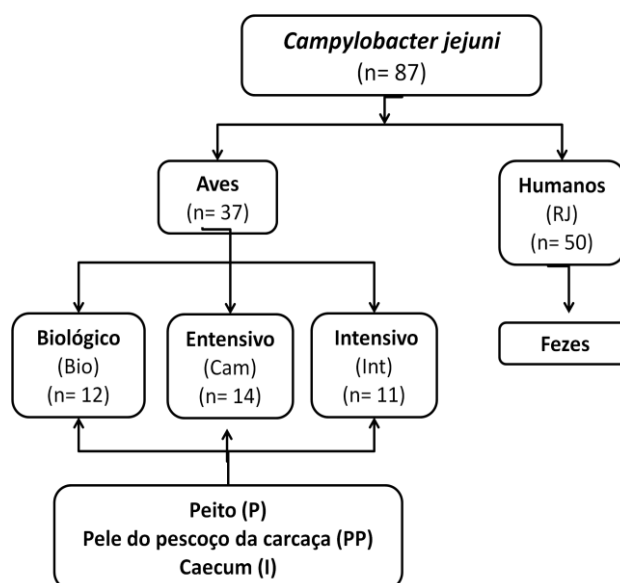 Campylobacter jejuni
(n= 87)
Aves
(n= 37)
Humanos
(RJ)
(n= 50)
Biológico
(Bio)
(n= 12)
Entensivo
(Cam)
(n= 14)
Intensivo
(Int)
(n= 11)
Fezes
Peito (P)
Pele do pescoço da carcaça (PP)
Caecum (I)